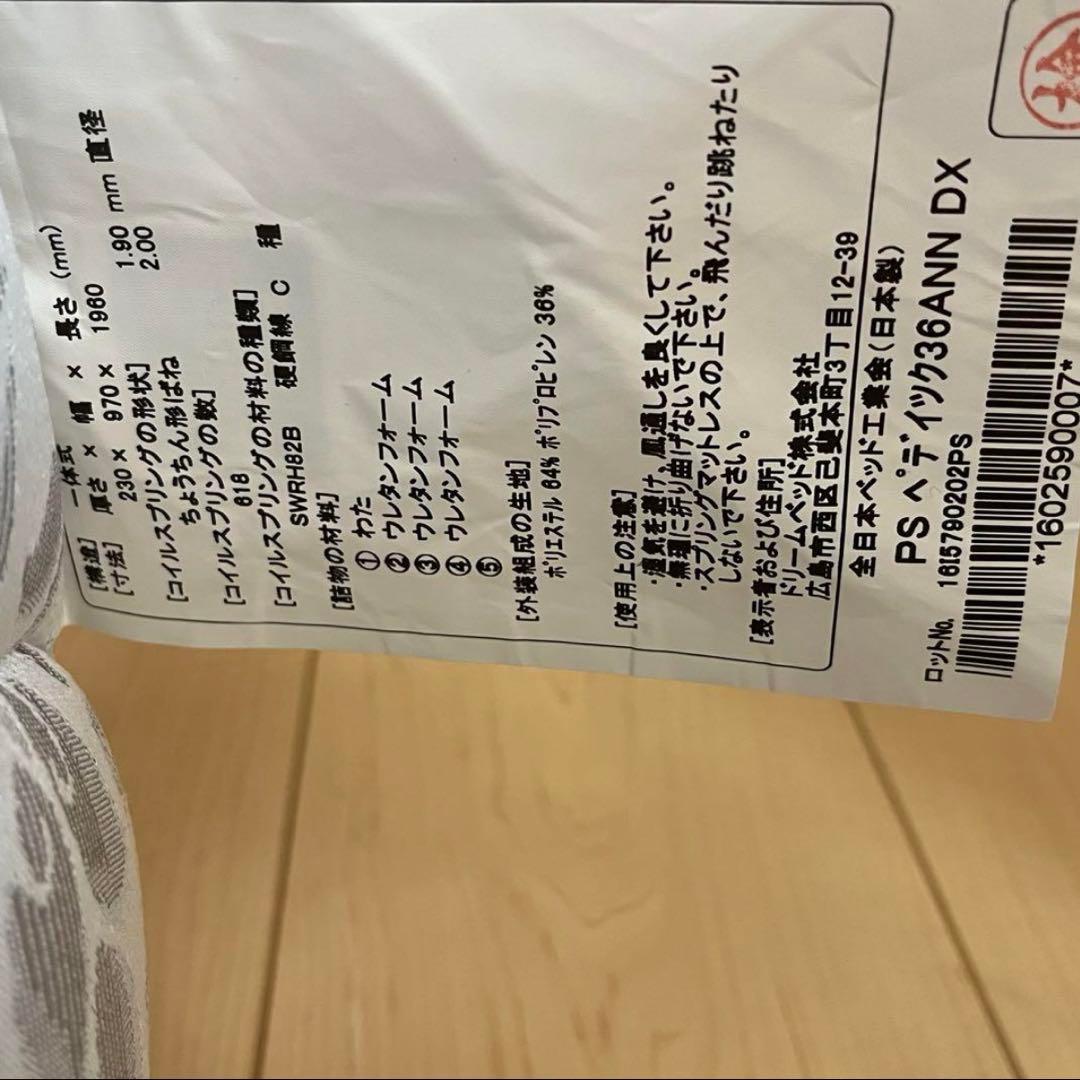 [構造] 一体式
[寸法] 厚さ × 幅 × 長さ (mm)
230× 970× 1960
[コイルスプリングの形状] 1.90 mm 直径
ちょうちん形ばね 2.00
[コイルスプリングの数]
818
[コイルスプリングの材料の種類]
SWRH82B 硬鋼線 C 種
[詰物の材料]
① わた
② ウレタンフォーム
③ ウレタンフォーム
④ ウレタンフォーム
⑤
[外装組成の生地]
ポリエステル 64% ポリプロピレン 36%
[使用上の注意]
・湿気を避け、風通しを良くして下さい。
・無理に折り曲げないで下さい。
・スプリングマットレスの上で、飛んだり跳ねたり
しないで下さい。
[表示者および住所]
ドリームベッド株式会社
広島市西区己斐本町3丁目12-39
全日本ベッド工業会(日本製)
PS ペディック36ANN DX
ロットNo. 16I5790202PS
*1602590007*